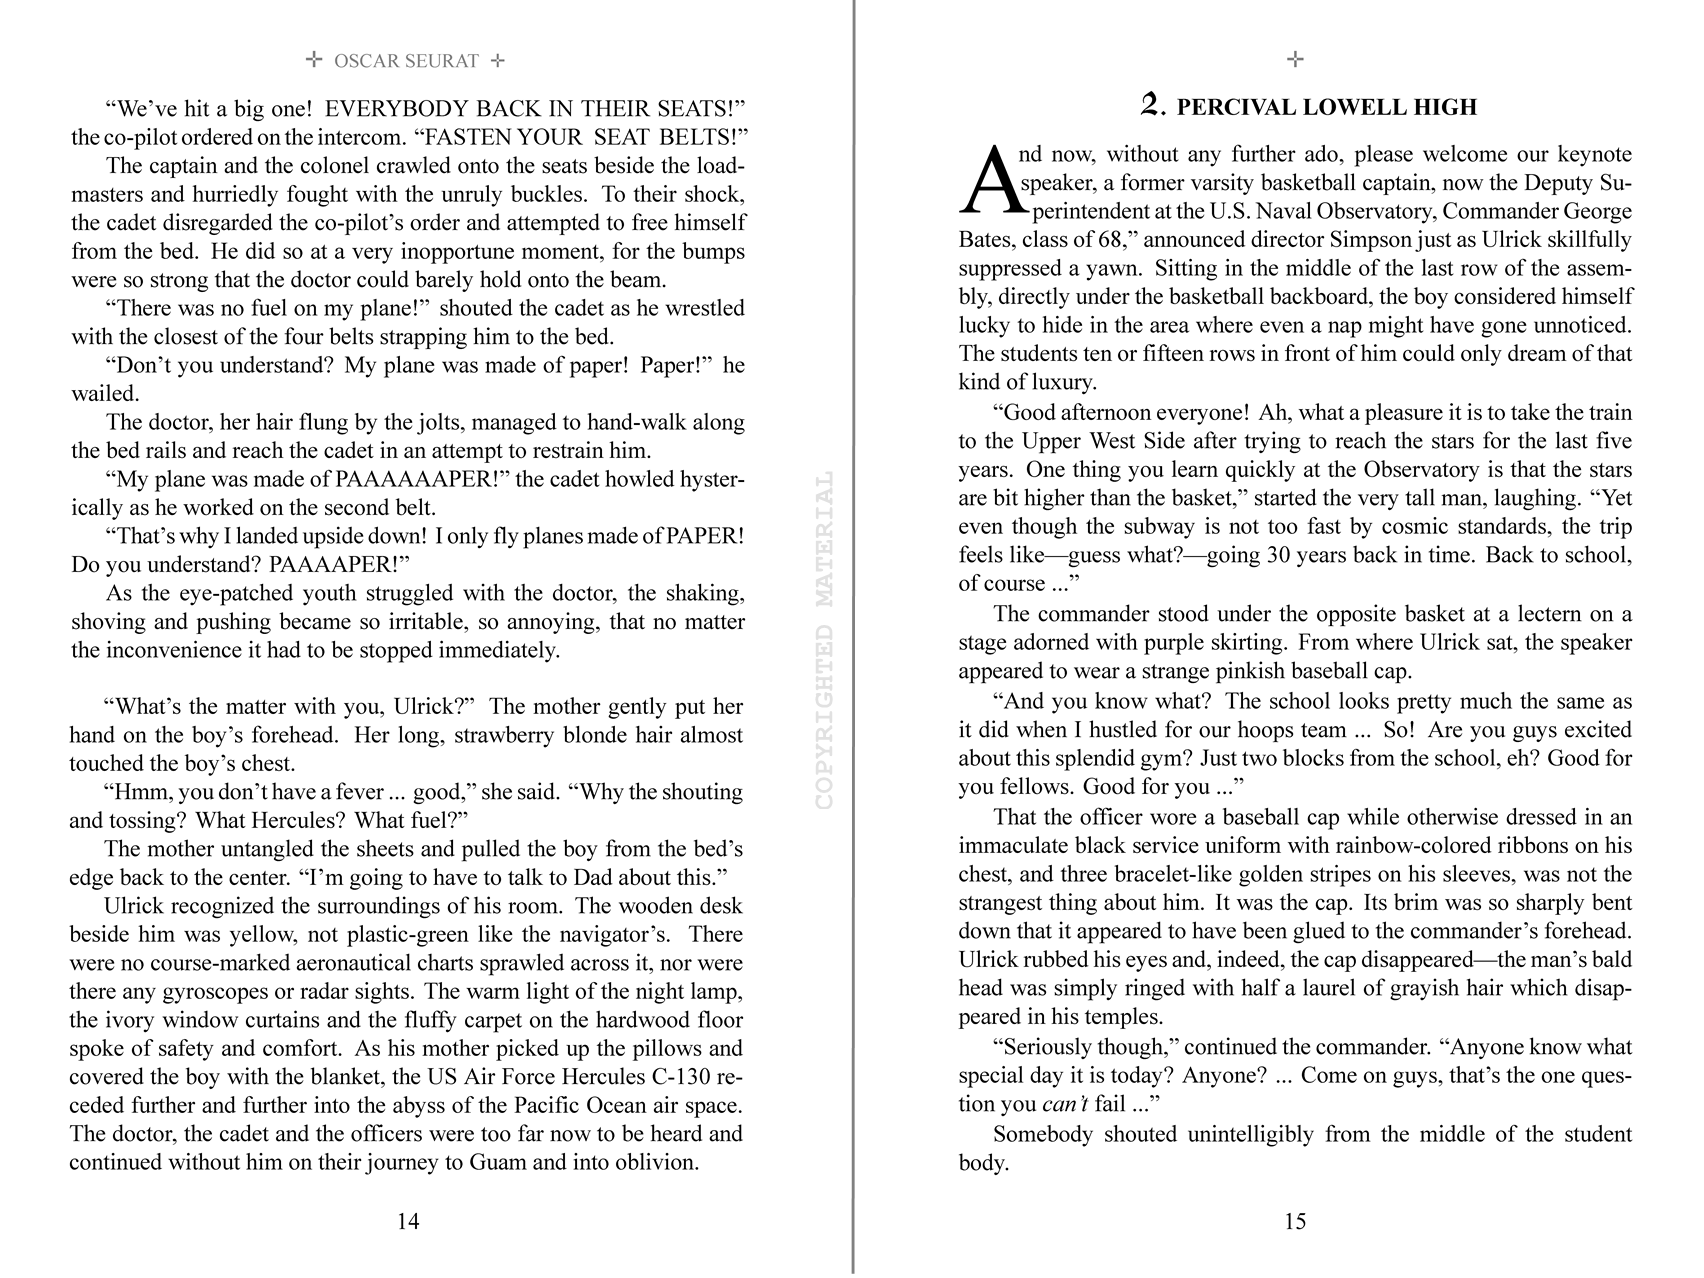 ✛ OSCAR SEURAT ✛
“We’ve hit a big one! EVERYBODY BACK IN THEIR SEATS!”
the co-pilot ordered on the intercom. “FASTEN YOUR SEAT BELTS!”
The captain and the colonel crawled onto the seats beside the load-
masters and hurriedly fought with the unruly buckles. To their shock,
the cadet disregarded the co-pilot’s order and attempted to free himself
from the bed. He did so at a very inopportune moment, for the bumps
were so strong that the doctor could barely hold onto the beam.
“There was no fuel on my plane!” shouted the cadet as he wrestled
with the closest of the four belts strapping him to the bed.
“Don’t you understand? My plane was made of paper! Paper!” he
wailed.
The doctor, her hair flung by the jolts, managed to hand-walk along
the bed rails and reach the cadet in an attempt to restrain him.
“My plane was made of PAAAAAAPER!” the cadet howled hyster-
ically as he worked on the second belt.
“That’s why I landed upside down! I only fly planes made of PAPER!
Do you understand? PAAAAPER!”
As the eye-patched youth struggled with the doctor, the shaking,
shoving and pushing became so irritable, so annoying, that no matter
the inconvenience it had to be stopped immediately.
“What’s the matter with you, Ulrick?” The mother gently put her
hand on the boy’s forehead. Her long, strawberry blonde hair almost
touched the boy’s chest.
“Hmm, you don’t have a fever ... good,” she said. “Why the shouting
and tossing? What Hercules? What fuel?”
The mother untangled the sheets and pulled the boy from the bed’s
edge back to the center. “I’m going to have to talk to Dad about this.”
Ulrick recognized the surroundings of his room. The wooden desk
beside him was yellow, not plastic-green like the navigator’s. There
were no course-marked aeronautical charts sprawled across it, nor were
there any gyroscopes or radar sights. The warm light of the night lamp,
the ivory window curtains and the fluffy carpet on the hardwood floor
spoke of safety and comfort. As his mother picked up the pillows and
covered the boy with the blanket, the US Air Force Hercules C-130 re-
ceded further and further into the abyss of the Pacific Ocean air space.
The doctor, the cadet and the officers were too far now to be heard and
continued without him on their journey to Guam and into oblivion.
14
COPYRIGHTED MATERIAL
✛
2. PERCIVAL LOWELL HIGH
And now, without any further ado, please welcome our keynote
speaker, a former varsity basketball captain, now the Deputy Su-
perintendent at the U.S. Naval Observatory, Commander George
Bates, class of 68,” announced director Simpson just as Ulrick skillfully
suppressed a yawn. Sitting in the middle of the last row of the assem-
bly, directly under the basketball backboard, the boy considered himself
lucky to hide in the area where even a nap might have gone unnoticed.
The students ten or fifteen rows in front of him could only dream of that
kind of luxury.
“Good afternoon everyone! Ah, what a pleasure it is to take the train
to the Upper West Side after trying to reach the stars for the last five
years. One thing you learn quickly at the Observatory is that the stars
are bit higher than the basket,” started the very tall man, laughing. “Yet
even though the subway is not too fast by cosmic standards, the trip
feels like—guess what?—going 30 years back in time. Back to school,
of course ...”
The commander stood under the opposite basket at a lectern on a
stage adorned with purple skirting. From where Ulrick sat, the speaker
appeared to wear a strange pinkish baseball cap.
“And you know what? The school looks pretty much the same as
it did when I hustled for our hoops team ... So! Are you guys excited
about this splendid gym? Just two blocks from the school, eh? Good for
you fellows. Good for you ...”
That the officer wore a baseball cap while otherwise dressed in an
immaculate black service uniform with rainbow-colored ribbons on his
chest, and three bracelet-like golden stripes on his sleeves, was not the
strangest thing about him. It was the cap. Its brim was so sharply bent
down that it appeared to have been glued to the commander’s forehead.
Ulrick rubbed his eyes and, indeed, the cap disappeared—the man’s bald
head was simply ringed with half a laurel of grayish hair which disap-
peared in his temples.
“Seriously though,” continued the commander. “Anyone know what
special day it is today? Anyone? ... Come on guys, that’s the one ques-
tion you can’t fail ...”
Somebody shouted unintelligibly from the middle of the student
body.
15